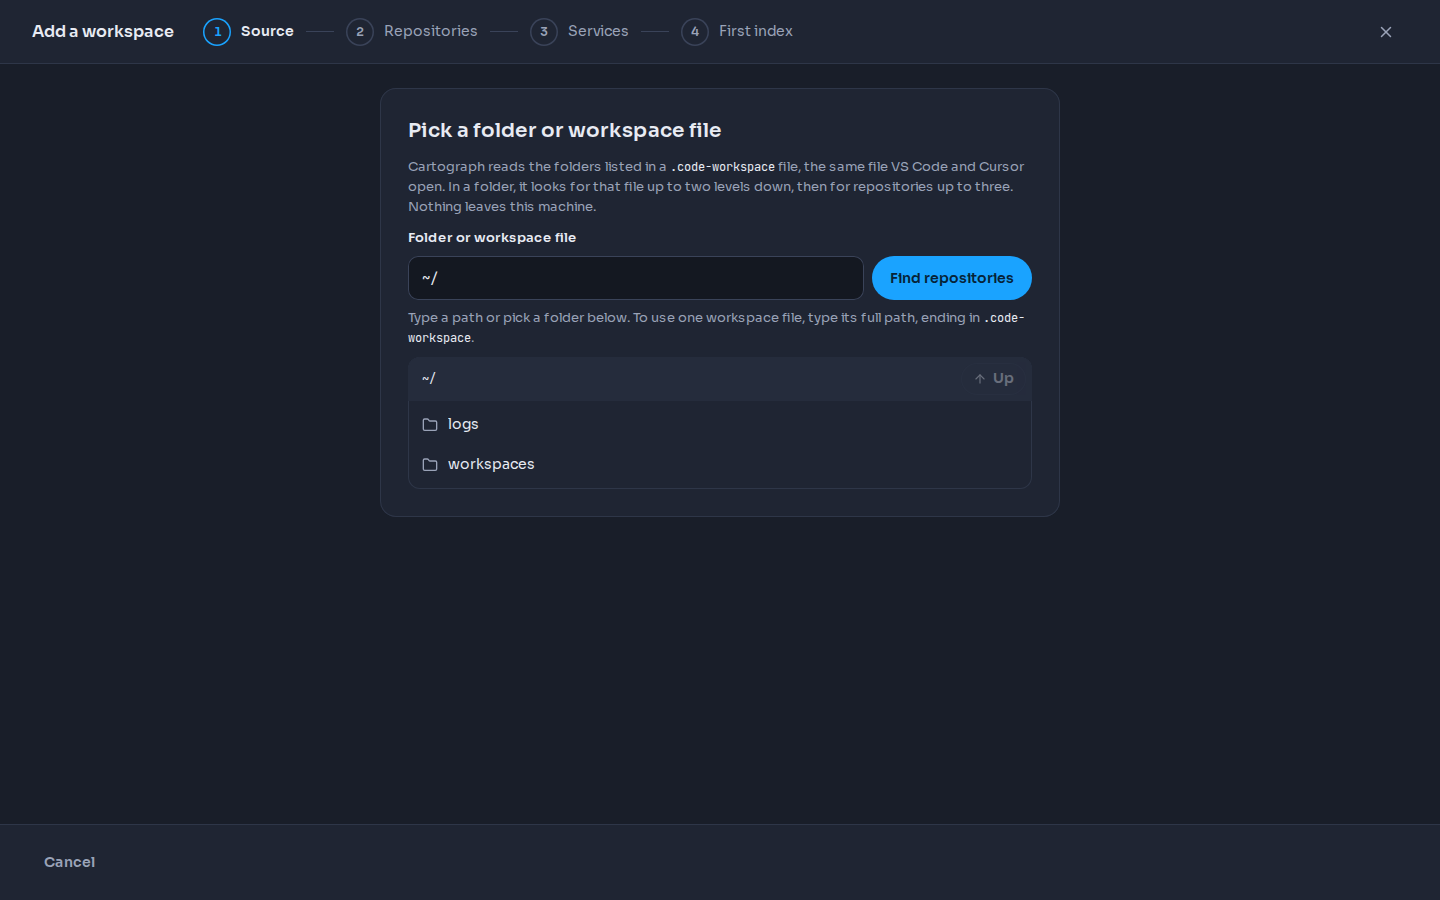 Add a workspace
1 Source
2 Repositories
3 Services
4 First index
Pick a folder or workspace file
Cartograph reads the folders listed in a .code-workspace file, the same file VS Code and Cursor
open. In a folder, it looks for that file up to two levels down, then for repositories up to three.
Nothing leaves this machine.
Folder or workspace file
~/
Find repositories
Type a path or pick a folder below. To use one workspace file, type its full path, ending in .code-
workspace.
~/
Up
logs
workspaces
Cancel